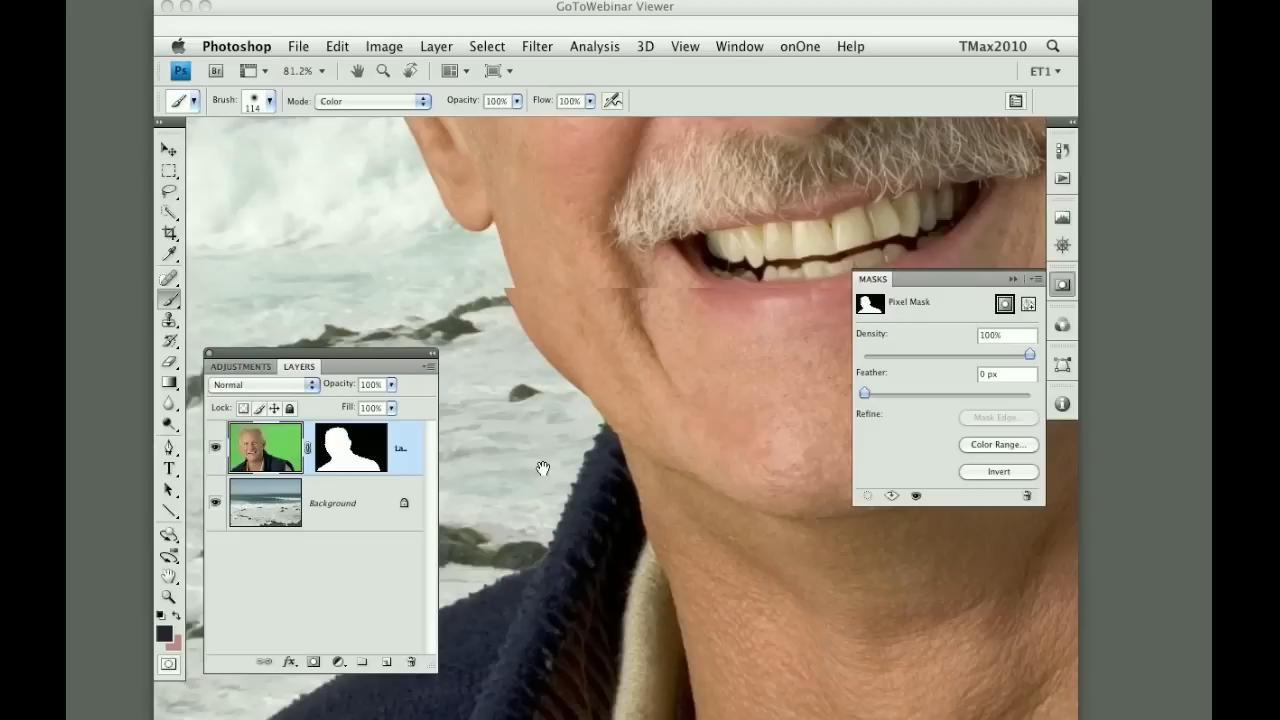 GoToWebinar Viewer
Photoshop File Edit Image Layer Select Filter Analysis 3D View Window onOne Help TMax2010
Ps Br 81.2% ET1
Brush: 114 Mode: Color Opacity: 100% Flow: 100%
MASKS
Pixel Mask
Density: 100%
Feather: 0 px
Refine: Mask Edge...
Color Range...
Invert
ADJUSTMENTS LAYERS
Normal Opacity: 100%
Lock: Fill: 100%
La...
Background
fx.
T